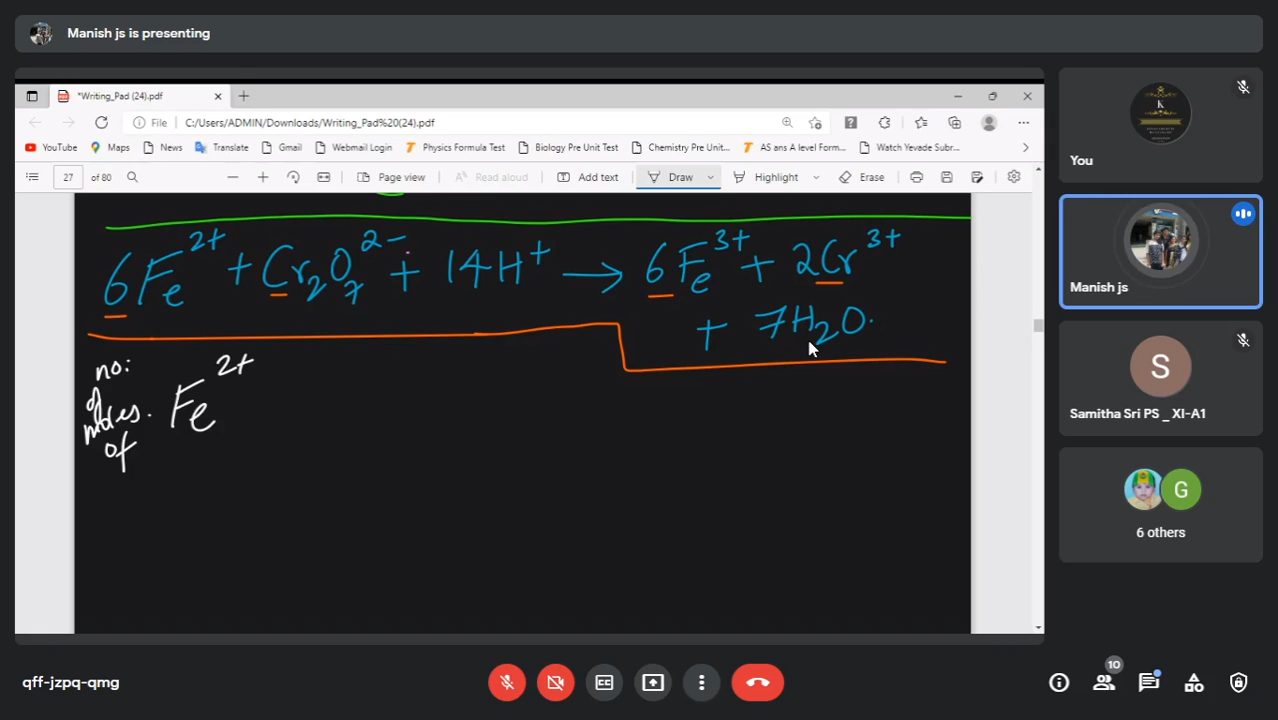 Manish js is presenting
*Writing_Pad (24).pdf
File C:/Users/ADMIN/Downloads/Writing_Pad%20(24).pdf
YouTube Maps News Translate Gmail Webmail Login Physics Formula Test Biology Pre Unit Test Chemistry Pre Unit... AS ans A level Form... Watch Yevade Subr...
27 of 80 Page view Read aloud Add text Draw Highlight Erase
6Fe²⁺ + Cr₂O₇²⁻ + 14H⁺ → 6Fe³⁺ + 2Cr³⁺
+ 7H₂O.
no:
of
moles. Fe²⁺
of
K
You
Manish js
S
Samitha Sri PS _ XI-A1
G
6 others
qff-jzpq-qmg
CC
10